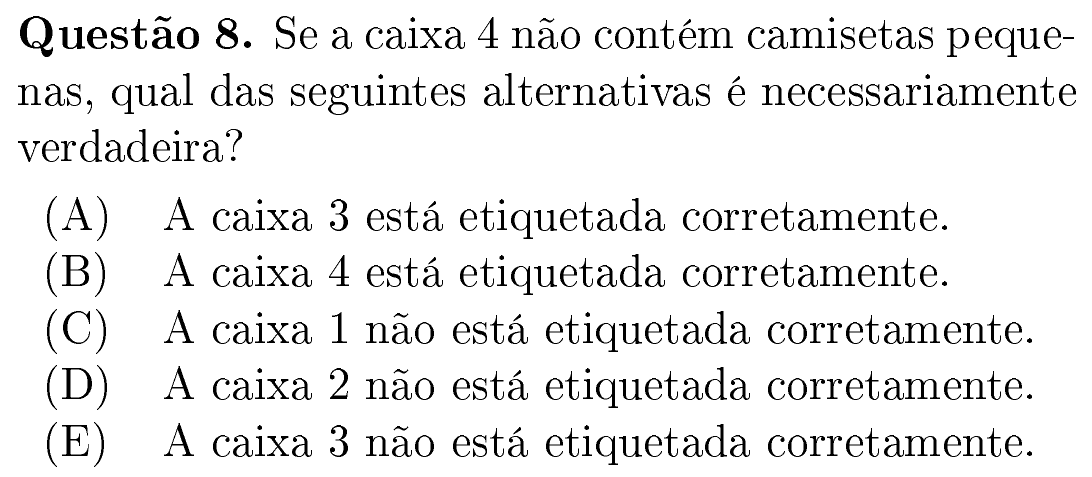 Questão 8. Se a caixa 4 não contém camisetas peque-
nas, qual das seguintes alternativas é necessariamente
verdadeira?
(A) A caixa 3 está etiquetada corretamente.
(B) A caixa 4 está etiquetada corretamente.
(C) A caixa 1 não está etiquetada corretamente.
(D) A caixa 2 não está etiquetada corretamente.
(E) A caixa 3 não está etiquetada corretamente.